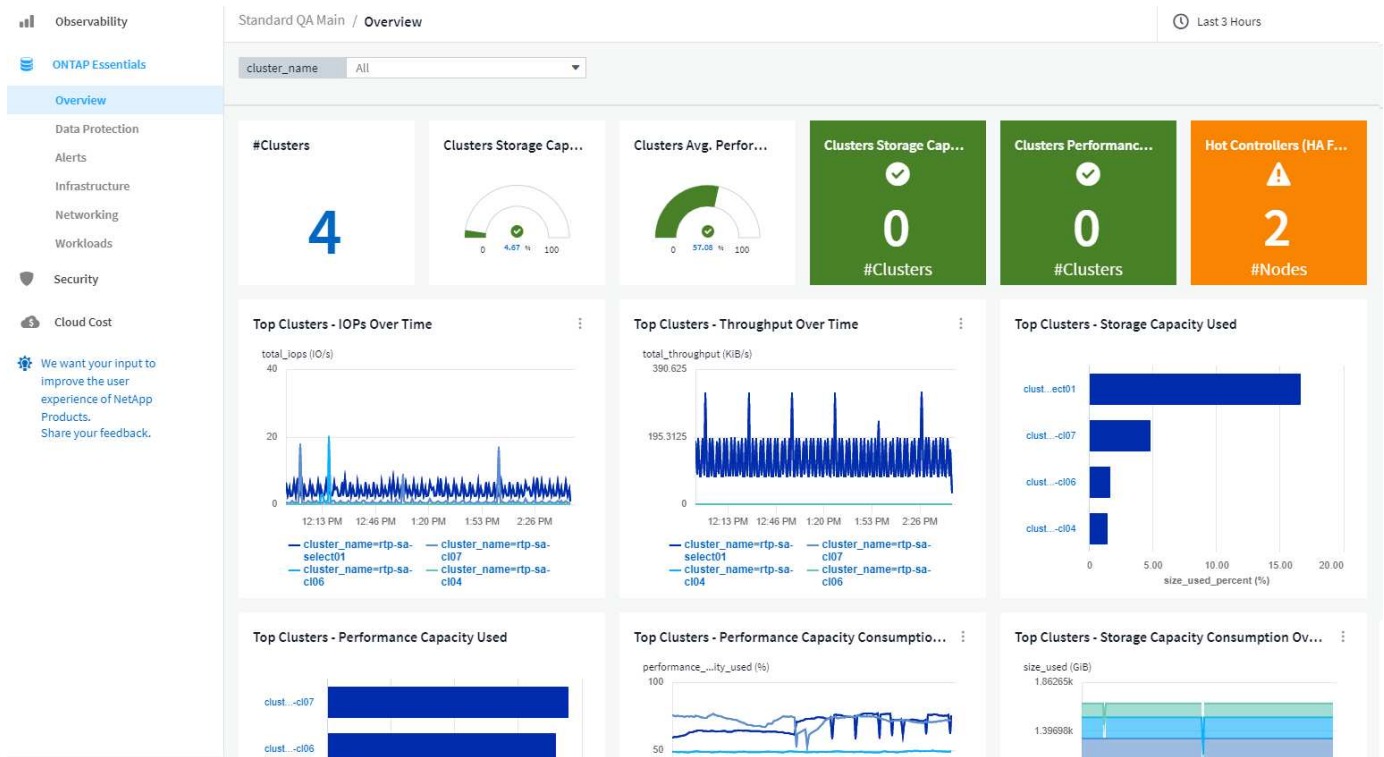 Observability
ONTAP Essentials
Overview
Data Protection
Alerts
Infrastructure
Networking
Workloads
Security
Cloud Cost
We want your input to
improve the user
experience of NetApp
Products.
Share your feedback.
Standard QA Main / Overview
Last 3 Hours
cluster_name All
#Clusters
4
Clusters Storage Cap...
0 4.67 % 100
Clusters Avg. Perfor...
0 57.08 % 100
Clusters Storage Cap...
0
#Clusters
Clusters Performanc...
0
#Clusters
Hot Controllers (HA F...
2
#Nodes
Top Clusters - IOPs Over Time
total_iops (IO/s)
40
20
0
12:13 PM 12:46 PM 1:20 PM 1:53 PM 2:26 PM
cluster_name=rtp-sa-select01
cluster_name=rtp-sa-cl07
cluster_name=rtp-sa-cl06
cluster_name=rtp-sa-cl04
Top Clusters - Throughput Over Time
total_throughput (KiB/s)
390.625
195.3125
0
12:13 PM 12:46 PM 1:20 PM 1:53 PM 2:26 PM
cluster_name=rtp-sa-select01
cluster_name=rtp-sa-cl07
cluster_name=rtp-sa-cl04
cluster_name=rtp-sa-cl06
Top Clusters - Storage Capacity Used
clust...ect01
clust...-cl07
clust...-cl06
clust...-cl04
0 5.00 10.00 15.00 20.00
size_used_percent (%)
Top Clusters - Performance Capacity Used
clust...-cl07
clust...-cl06
Top Clusters - Performance Capacity Consumptio...
performance_...ity_used (%)
100
50
Top Clusters - Storage Capacity Consumption Ov...
size_used (GiB)
1.86265k
1.39698k